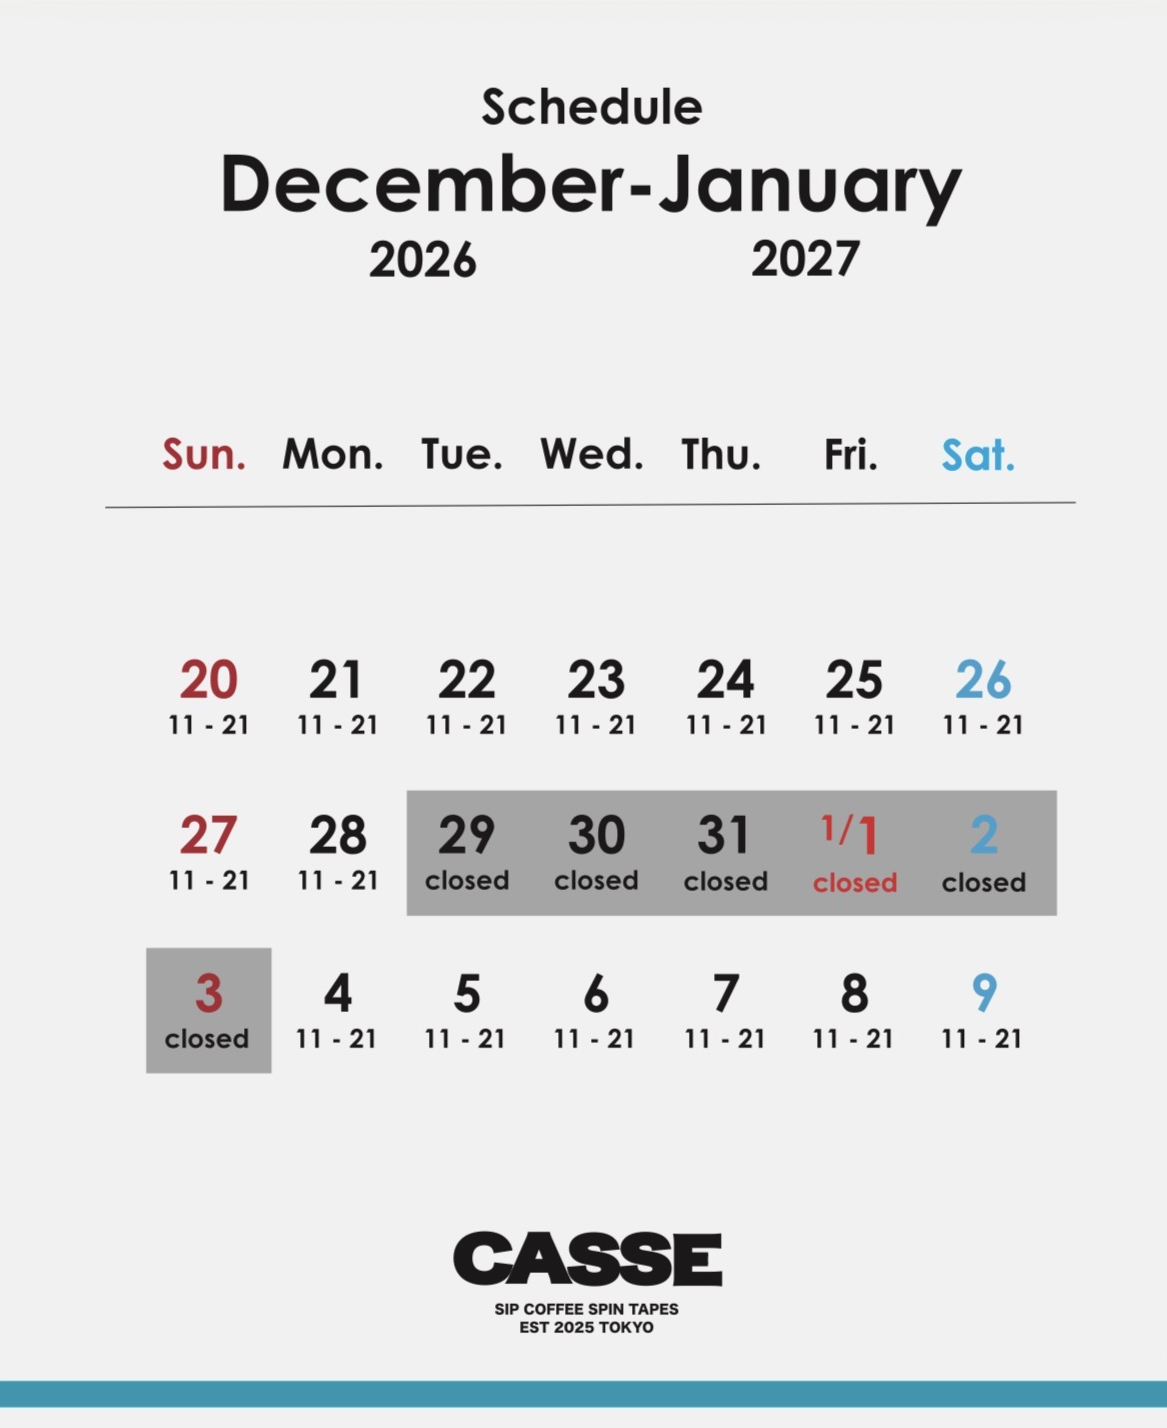 Schedule
December-January
2026 2027
Sun. Mon. Tue. Wed. Thu. Fri. Sat.
20 21 22 23 24 25 26
11 - 21 11 - 21 11 - 21 11 - 21 11 - 21 11 - 21 11 - 21
27 28 29 30 31 1/1 2
11 - 21 11 - 21 closed closed closed closed closed
3 4 5 6 7 8 9
closed 11 - 21 11 - 21 11 - 21 11 - 21 11 - 21 11 - 21
CASSE
SIP COFFEE SPIN TAPES
EST 2025 TOKYO